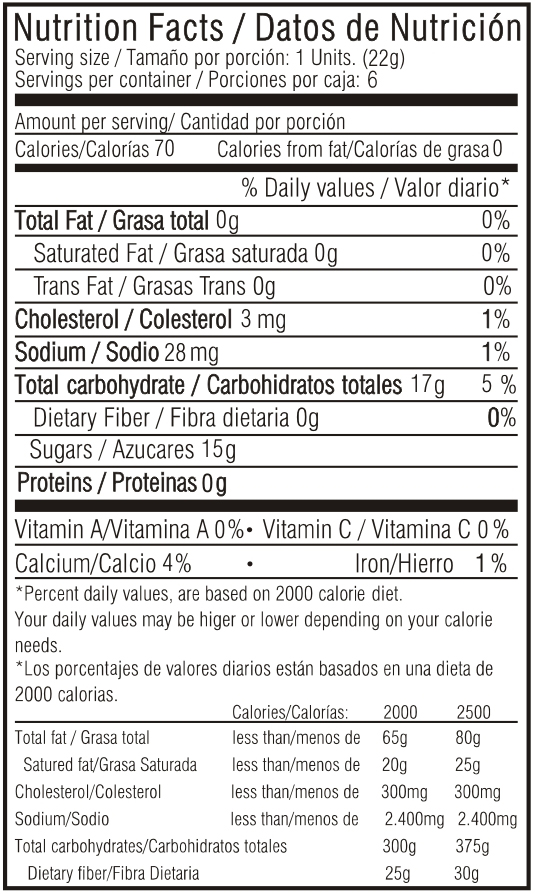 Nutrition Facts / Datos de Nutrición
Serving size / Tamaño por porción: 1 Units. (22g)
Servings per container / Porciones por caja: 6
Amount per serving/ Cantidad por porción
Calories/Calorías 70 Calories from fat/Calorías de grasa 0
% Daily values / Valor diario*
Total Fat / Grasa total 0g 0%
Saturated Fat / Grasa saturada 0g 0%
Trans Fat / Grasas Trans 0g 0%
Cholesterol / Colesterol 3 mg 1%
Sodium / Sodio 28 mg 1%
Total carbohydrate / Carbohidratos totales 17g 5 %
Dietary Fiber / Fibra dietaria 0g 0%
Sugars / Azucares 15g
Proteins / Proteinas 0 g
Vitamin A/Vitamina A 0%• Vitamin C / Vitamina C 0 %
Calcium/Calcio 4% • Iron/Hierro 1 %
*Percent daily values, are based on 2000 calorie diet.
Your daily values may be higer or lower depending on your calorie
needs.
*Los porcentajes de valores diarios están basados en una dieta de
2000 calorias.
Calories/Calorías: 2000 2500
Total fat / Grasa total less than/menos de 65g 80g
Satured fat/Grasa Saturada less than/menos de 20g 25g
Cholesterol/Colesterol less than/menos de 300mg 300mg
Sodium/Sodio less than/menos de 2.400mg 2.400mg
Total carbohydrates/Carbohidratos totales 300g 375g
Dietary fiber/Fibra Dietaria 25g 30g